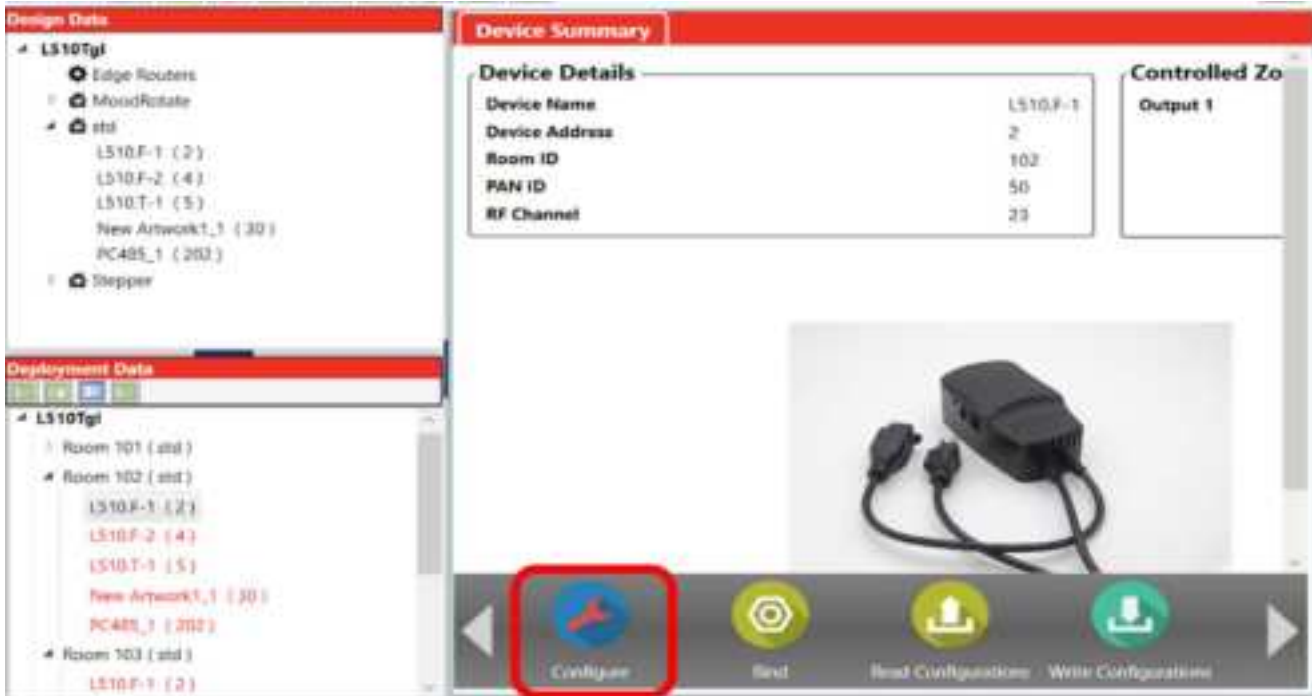 Design Data
L510Tgl
Edge Routers
MoodRotate
std
L510.F-1 ( 2 )
L510.F-2 ( 4 )
L510.T-1 ( 5 )
New Artwork1_1 ( 30 )
PC485_1 ( 202 )
Stepper
Deployment Data
L510Tgl
Room 101 ( std )
Room 102 ( std )
L510.F-1 ( 2 )
L510.F-2 ( 4 )
L510.T-1 ( 5 )
New Artwork1_1 ( 30 )
PC485_1 ( 202 )
Room 103 ( std )
L510.F-1 ( 2 )
Device Summary
Device Details
Device Name L510.F-1
Device Address 2
Room ID 102
PAN ID 50
RF Channel 23
Controlled Zo
Output 1
Configure
Bind
Read Configurations
Write Configurations